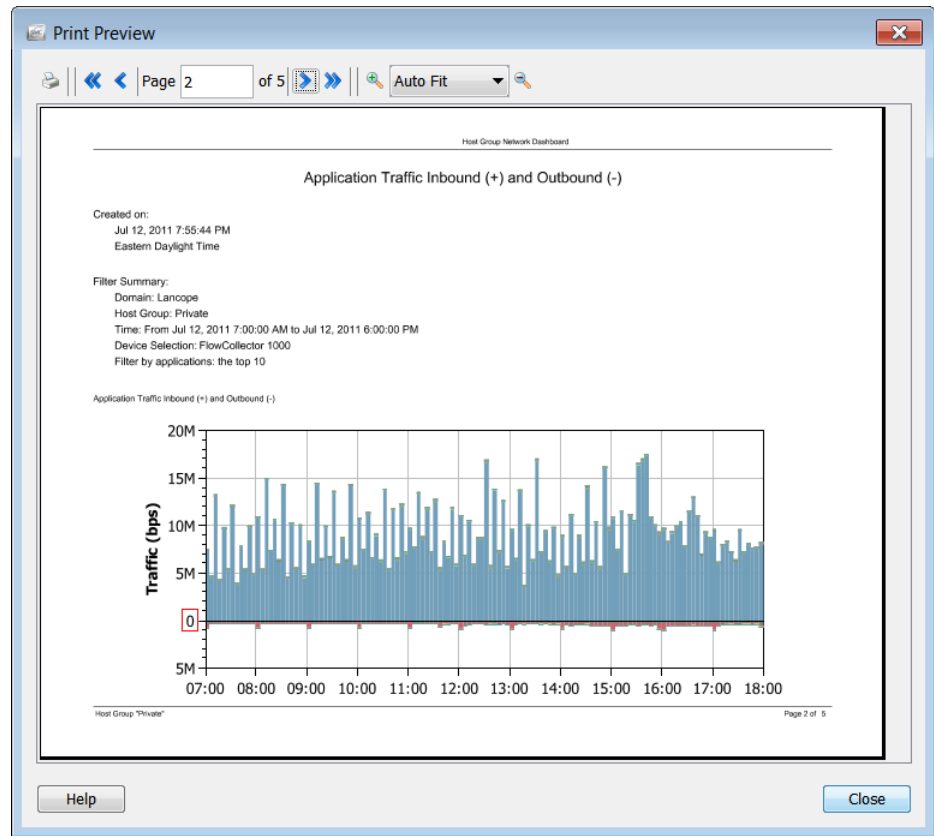 Print Preview
Page 2 of 5 Auto Fit
Host Group Network Dashboard
Application Traffic Inbound (+) and Outbound (-)
Created on:
Jul 12, 2011 7:55:44 PM
Eastern Daylight Time
Filter Summary:
Domain: Lancope
Host Group: Private
Time: From Jul 12, 2011 7:00:00 AM to Jul 12, 2011 6:00:00 PM
Device Selection: FlowCollector 1000
Filter by applications: the top 10
Application Traffic Inbound (+) and Outbound (-)
Traffic (bps)
20M
15M
10M
5M
0
5M
07:00 08:00 09:00 10:00 11:00 12:00 13:00 14:00 15:00 16:00 17:00 18:00
Host Group "Private" Page 2 of 5
Help Close